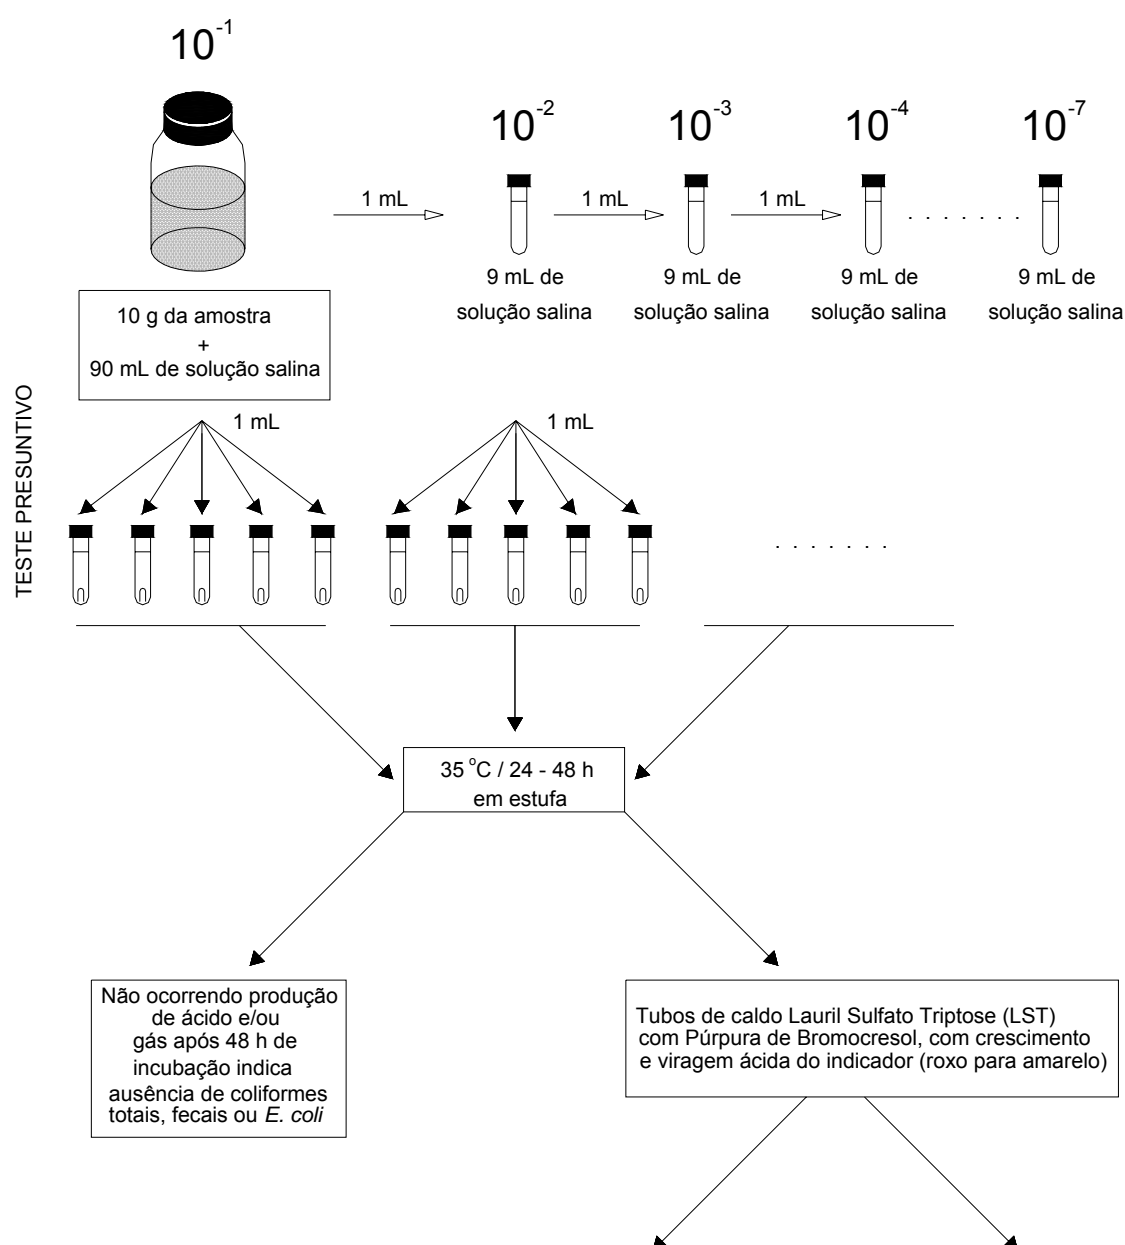 10-1
10-2
10-3
10-4
10-7
1 mL
1 mL
1 mL
9 mL de
solução salina
9 mL de
solução salina
9 mL de
solução salina
9 mL de
solução salina
10 g da amostra
+
90 mL de solução salina
TESTE PRESUNTIVO
1 mL
1 mL
35 °C / 24 - 48 h
em estufa
Não ocorrendo produção
de ácido e/ou
gás após 48 h de
incubação indica
ausência de coliformes
totais, fecais ou E. coli
Tubos de caldo Lauril Sulfato Triptose (LST)
com Púrpura de Bromocresol, com crescimento
e viragem ácida do indicador (roxo para amarelo)